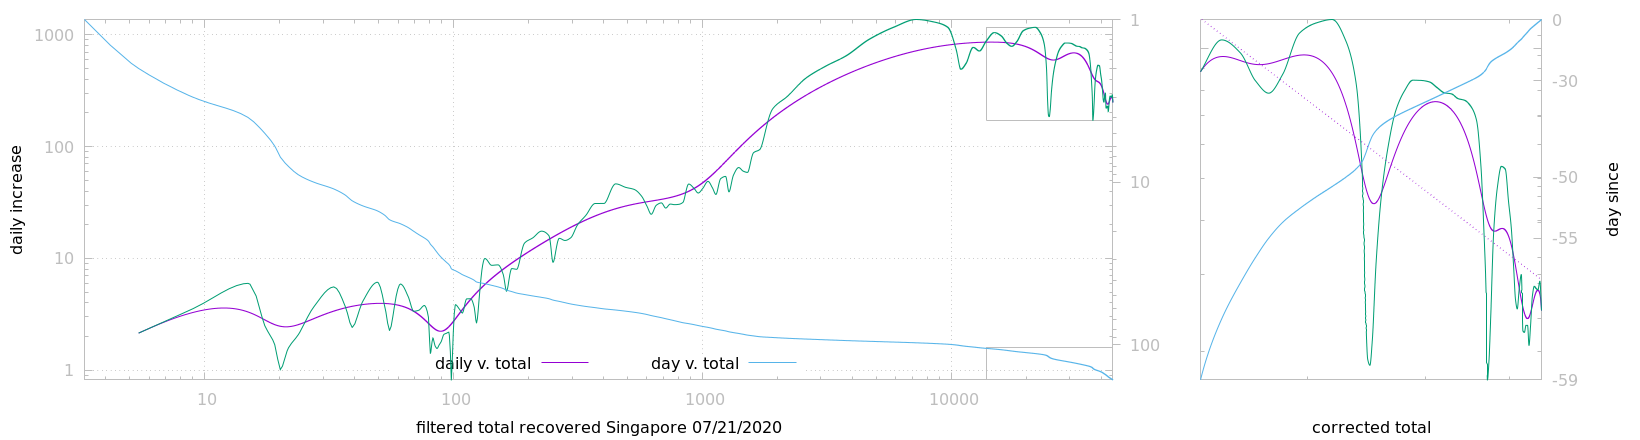 1000
100
10
1
daily increase
10
100
1000
10000
1
10
100
daily v. total
day v. total
filtered total recovered Singapore 07/21/2020
0
-30
-50
-55
-59
day since
corrected total